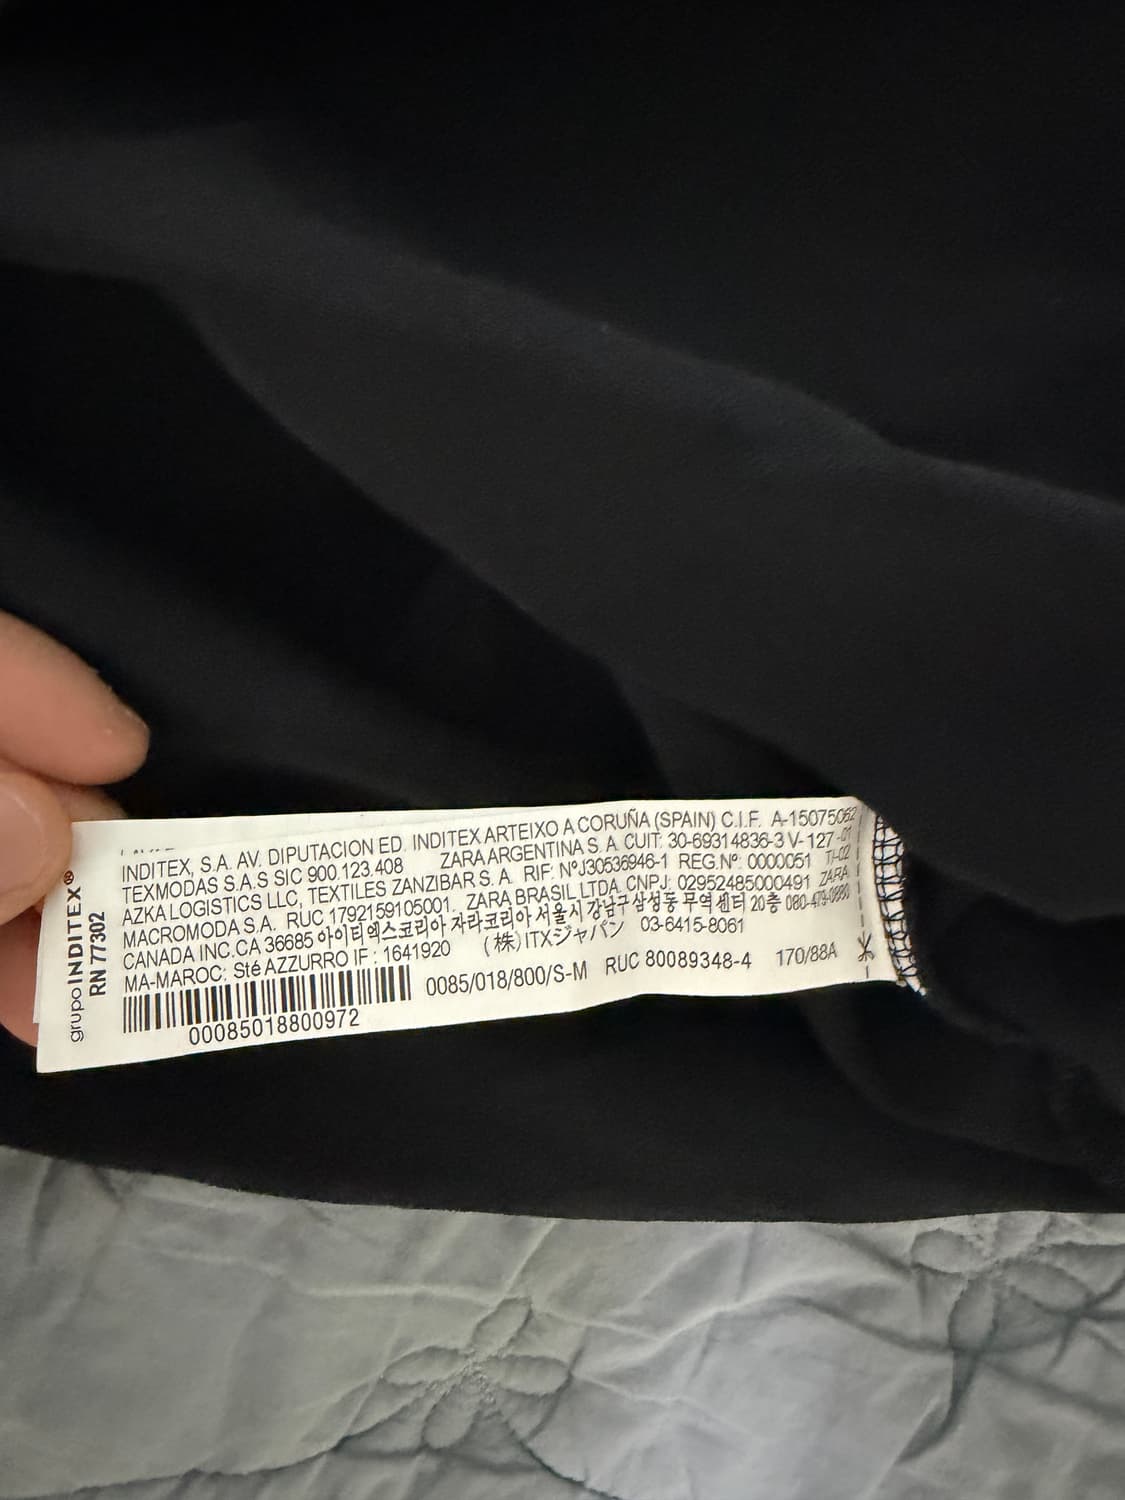 grupo INDITEX®
RN 77302
INDITEX, S.A. AV. DIPUTACION ED. INDITEX ARTEIXO A CORUÑA (SPAIN) C.I.F. A-15075062
TEXMODAS S.A.S SIC 900.123.408 ZARA ARGENTINA S.A. CUIT: 30-69314836-3 V-127-01
AZKA LOGISTICS LLC, TEXTILES ZANZIBAR S.A. RIF: NºJ30536946-1 REG.Nº: 0000051 TI-02
MACROMODA S.A. RUC 1792159105001. ZARA BRASIL LTDA. CNPJ: 02952485000491 ZARA
CANADA INC.CA 36685 아이티엑스코리아 자라코리아 서울시 강남구 삼성동 무역센터 20층 080-479-0880
MA-MAROC: Sté AZZURRO IF : 1641920 (株)ITXジャパン 03-6415-8061
0085/018/800/S-M RUC 80089348-4 170/88A
00085018800972